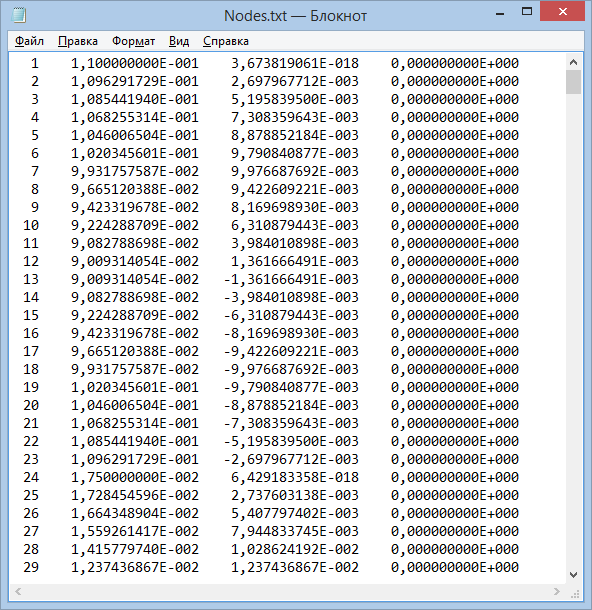 Nodes.txt — Блокнот
Файл Правка Формат Вид Справка
1 1,100000000E-001 3,673819061E-018 0,000000000E+000
2 1,096291729E-001 2,697967712E-003 0,000000000E+000
3 1,085441940E-001 5,195839500E-003 0,000000000E+000
4 1,068255314E-001 7,308359643E-003 0,000000000E+000
5 1,046006504E-001 8,878852184E-003 0,000000000E+000
6 1,020345601E-001 9,790840877E-003 0,000000000E+000
7 9,931757587E-002 9,976687692E-003 0,000000000E+000
8 9,665120388E-002 9,422609221E-003 0,000000000E+000
9 9,423319678E-002 8,169698930E-003 0,000000000E+000
10 9,224288709E-002 6,310879443E-003 0,000000000E+000
11 9,082788698E-002 3,984010898E-003 0,000000000E+000
12 9,009314054E-002 1,361666491E-003 0,000000000E+000
13 9,009314054E-002 -1,361666491E-003 0,000000000E+000
14 9,082788698E-002 -3,984010898E-003 0,000000000E+000
15 9,224288709E-002 -6,310879443E-003 0,000000000E+000
16 9,423319678E-002 -8,169698930E-003 0,000000000E+000
17 9,665120388E-002 -9,422609221E-003 0,000000000E+000
18 9,931757587E-002 -9,976687692E-003 0,000000000E+000
19 1,020345601E-001 -9,790840877E-003 0,000000000E+000
20 1,046006504E-001 -8,878852184E-003 0,000000000E+000
21 1,068255314E-001 -7,308359643E-003 0,000000000E+000
22 1,085441940E-001 -5,195839500E-003 0,000000000E+000
23 1,096291729E-001 -2,697967712E-003 0,000000000E+000
24 1,750000000E-002 6,429183358E-018 0,000000000E+000
25 1,728454596E-002 2,737603138E-003 0,000000000E+000
26 1,664348904E-002 5,407797402E-003 0,000000000E+000
27 1,559261417E-002 7,944833745E-003 0,000000000E+000
28 1,415779740E-002 1,028624192E-002 0,000000000E+000
29 1,237436867E-002 1,237436867E-002 0,000000000E+000